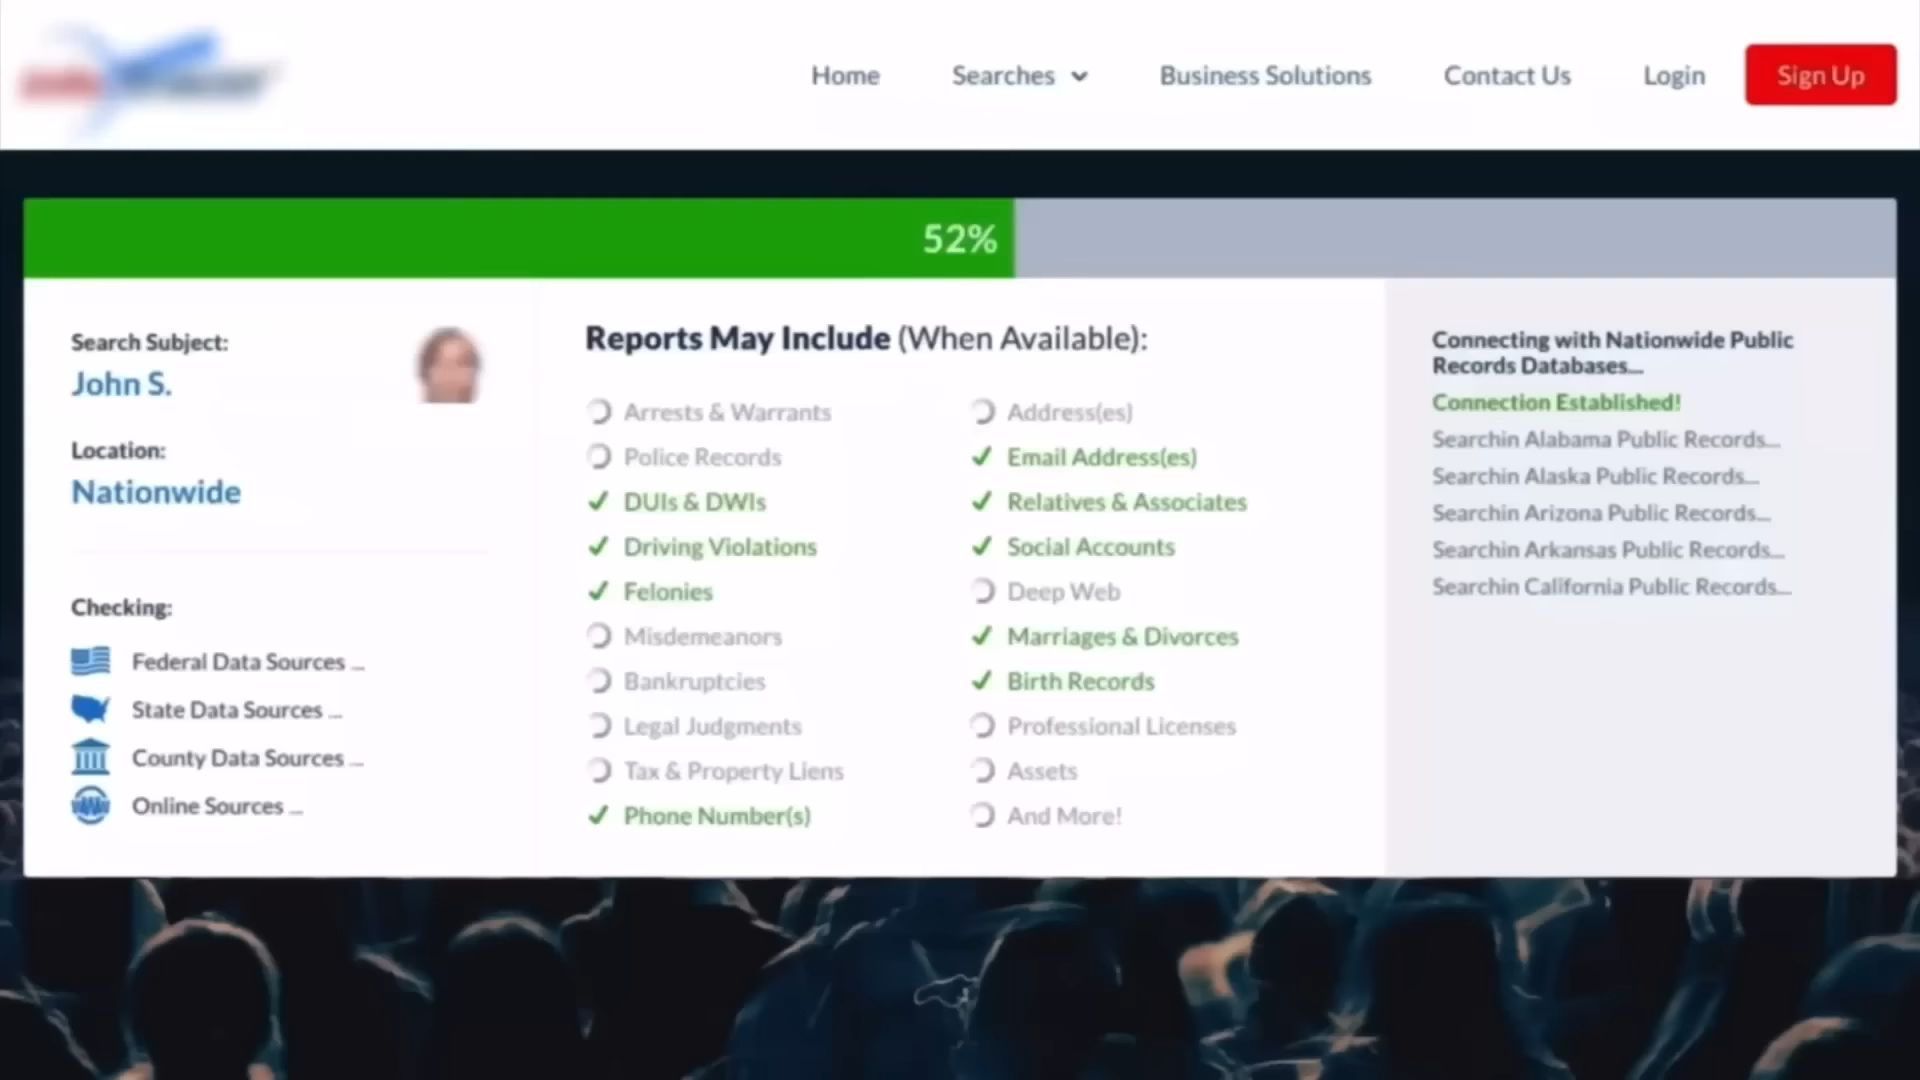 Home
Searches
Business Solutions
Contact Us
Login
Sign Up
52%
Search Subject:
John S.
Location:
Nationwide
Checking:
Federal Data Sources ...
State Data Sources ...
County Data Sources ...
Online Sources ...
Reports May Include (When Available):
Arrests & Warrants
Police Records
DUIs & DWIs
Driving Violations
Felonies
Misdemeanors
Bankruptcies
Legal Judgments
Tax & Property Liens
Phone Number(s)
Address(es)
Email Address(es)
Relatives & Associates
Social Accounts
Deep Web
Marriages & Divorces
Birth Records
Professional Licenses
Assets
And More!
Connecting with Nationwide Public
Records Databases...
Connection Established!
Searchin Alabama Public Records...
Searchin Alaska Public Records...
Searchin Arizona Public Records...
Searchin Arkansas Public Records...
Searchin California Public Records...